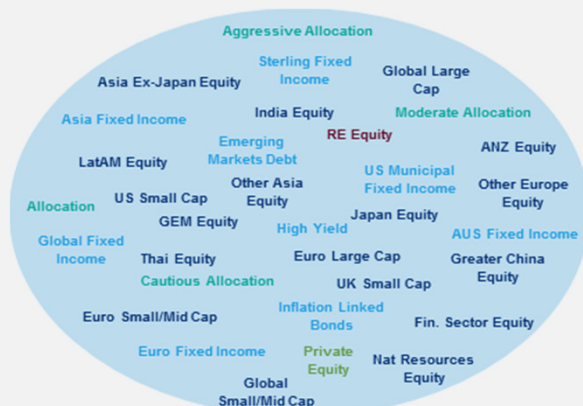 Aggressive Allocation
Sterling Fixed
Income
Global Large
Cap
Asia Ex-Japan Equity
India Equity
Moderate Allocation
Asia Fixed Income
RE Equity
Emerging
Markets Debt
ANZ Equity
LatAM Equity
US Municipal
Fixed Income
Other Asia
Equity
Other Europe
Equity
US Small Cap
Allocation
GEM Equity
Japan Equity
High Yield
AUS Fixed Income
Global Fixed
Income
Thai Equity
Euro Large Cap
Greater China
Equity
Cautious Allocation
UK Small Cap
Inflation Linked
Bonds
Euro Small/Mid Cap
Fin. Sector Equity
Euro Fixed Income
Private
Equity
Nat Resources
Equity
Global
Small/Mid Cap